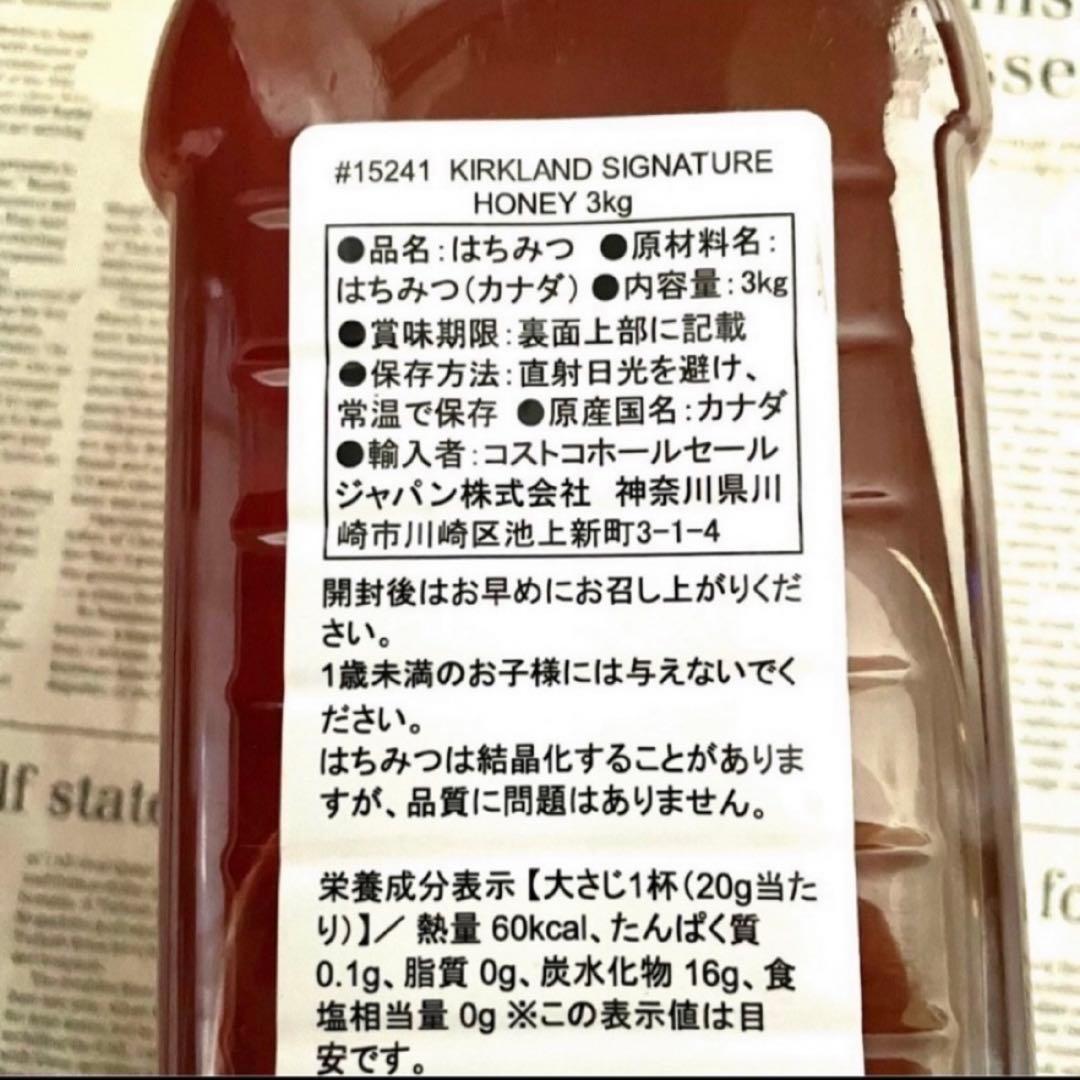 #15241 KIRKLAND SIGNATURE
HONEY 3kg
●品名:はちみつ ●原材料名:
はちみつ(カナダ) ●内容量:3kg
●賞味期限:裏面上部に記載
●保存方法:直射日光を避け、
常温で保存 ●原産国名:カナダ
●輸入者:コストコホールセール
ジャパン株式会社 神奈川県川
崎市川崎区池上新町3-1-4
開封後はお早めにお召し上がりくだ
さい。
1歳未満のお子様には与えないでく
ださい。
はちみつは結晶化することがありま
すが、品質に問題はありません。
栄養成分表示【大さじ1杯(20g当た
り)】/ 熱量 60kcal、たんぱく質
0.1g、脂質 0g、炭水化物 16g、食
塩相当量 0g ※この表示値は目
安です。
lf state